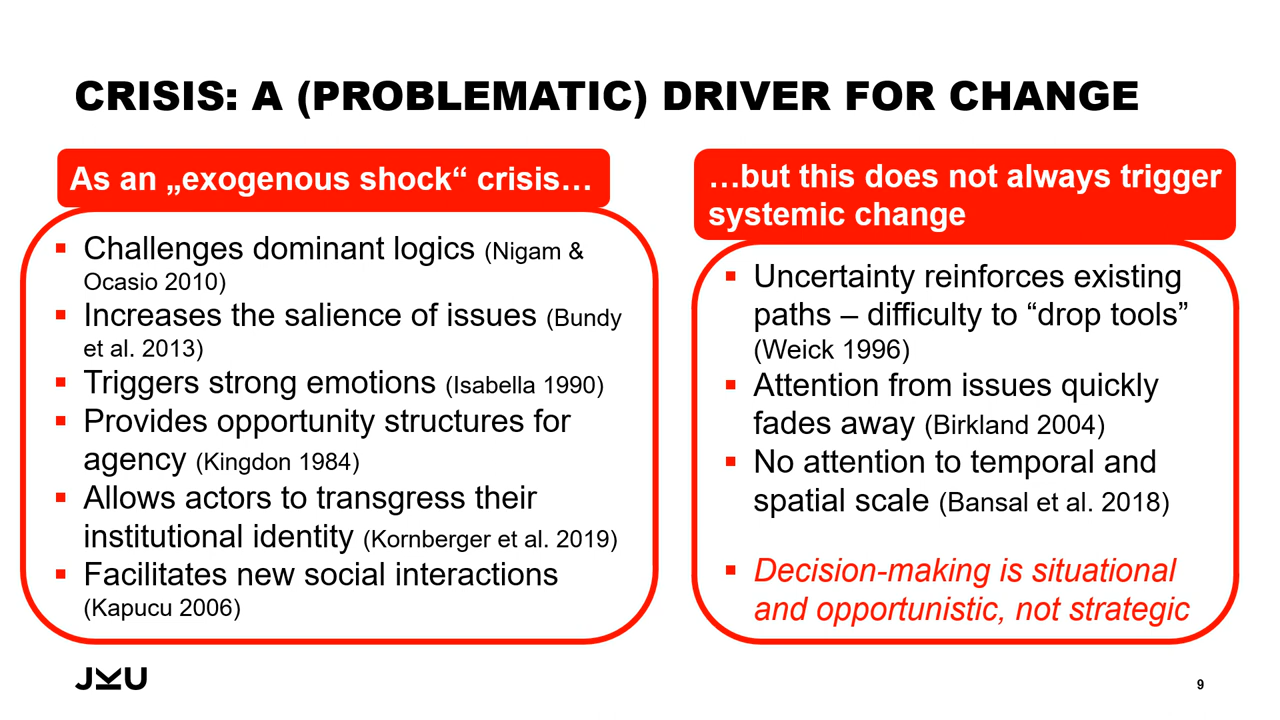 CRISIS: A (PROBLEMATIC) DRIVER FOR CHANGE
As an „exogenous shock“ crisis…
▪ Challenges dominant logics (Nigam &
Ocasio 2010)
▪ Increases the salience of issues (Bundy
et al. 2013)
▪ Triggers strong emotions (Isabella 1990)
▪ Provides opportunity structures for
agency (Kingdon 1984)
▪ Allows actors to transgress their
institutional identity (Kornberger et al. 2019)
▪ Facilitates new social interactions
(Kapucu 2006)
…but this does not always trigger
systemic change
▪ Uncertainty reinforces existing
paths – difficulty to “drop tools”
(Weick 1996)
▪ Attention from issues quickly
fades away (Birkland 2004)
▪ No attention to temporal and
spatial scale (Bansal et al. 2018)
▪ Decision-making is situational
and opportunistic, not strategic
JKU
9